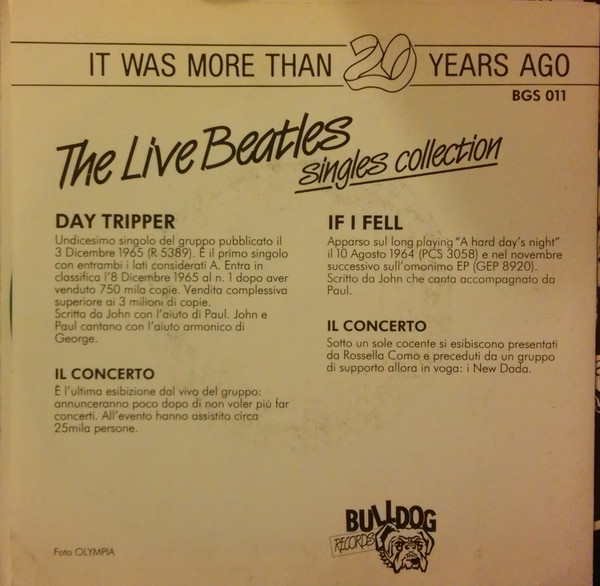 IT WAS MORE THAN 20 YEARS AGO
BGS 011
The Live Beatles
singles collection
DAY TRIPPER
Undicesimo singolo del gruppo pubblicato il
3 Dicembre 1965 (R 5389). È il primo singolo
con entrambi i lati considerati A. Entra in
classifica l'8 Dicembre 1965 al n. 1 dopo aver
venduto 750 mila copie. Vendita complessiva
superiore ai 3 milioni di copie.
Scritta da John con l'aiuto di Paul. John e
Paul cantano con l'aiuto armonico di
George.
IL CONCERTO
È l'ultima esibizione dal vivo del gruppo:
annunceranno poco dopo di non voler più far
concerti. All'evento hanno assistito circa
25mila persone.
IF I FELL
Apparso sul long playing "A hard day's night"
il 10 Agosto 1964 (PCS 3058) e nel novembre
successivo sull'omonimo EP (GEP 8920).
Scritto da John che canta accompagnato da
Paul.
IL CONCERTO
Sotto un sole cocente si esibiscono presentati
da Rossella Como e preceduti da un gruppo
di supporto allora in voga: i New Dada.
BULLDOG
RECORDS
Foto OLYMPIA